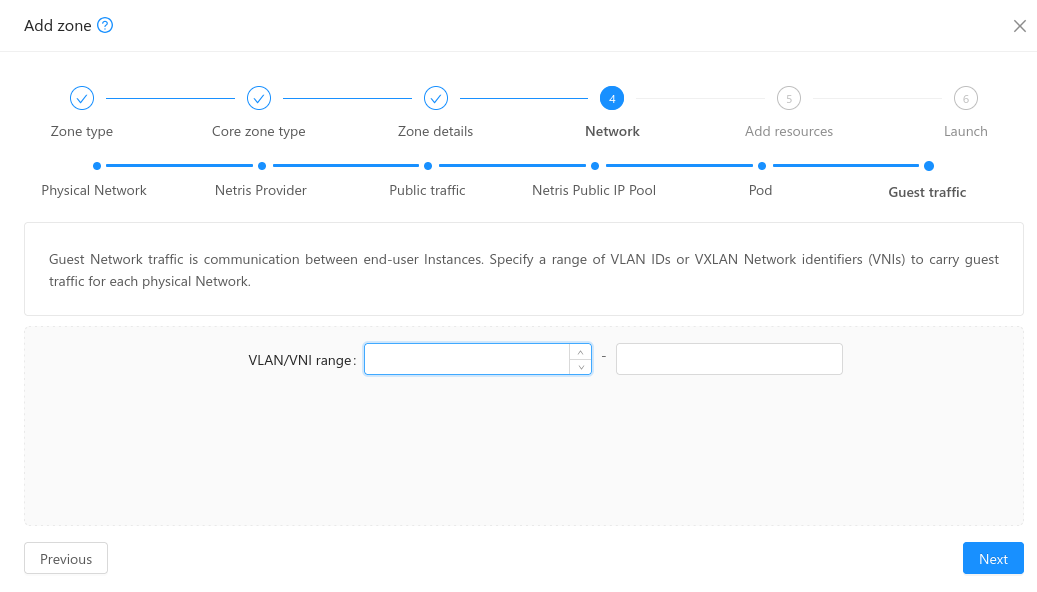 Add zone ?
4
5
6
Zone type
Core zone type
Zone details
Network
Add resources
Launch
Physical Network
Netris Provider
Public traffic
Netris Public IP Pool
Pod
Guest traffic
Guest Network traffic is communication between end-user Instances. Specify a range of VLAN IDs or VXLAN Network identifiers (VNIs) to carry guest
traffic for each physical Network.
VLAN/VNI range: -
Previous
Next